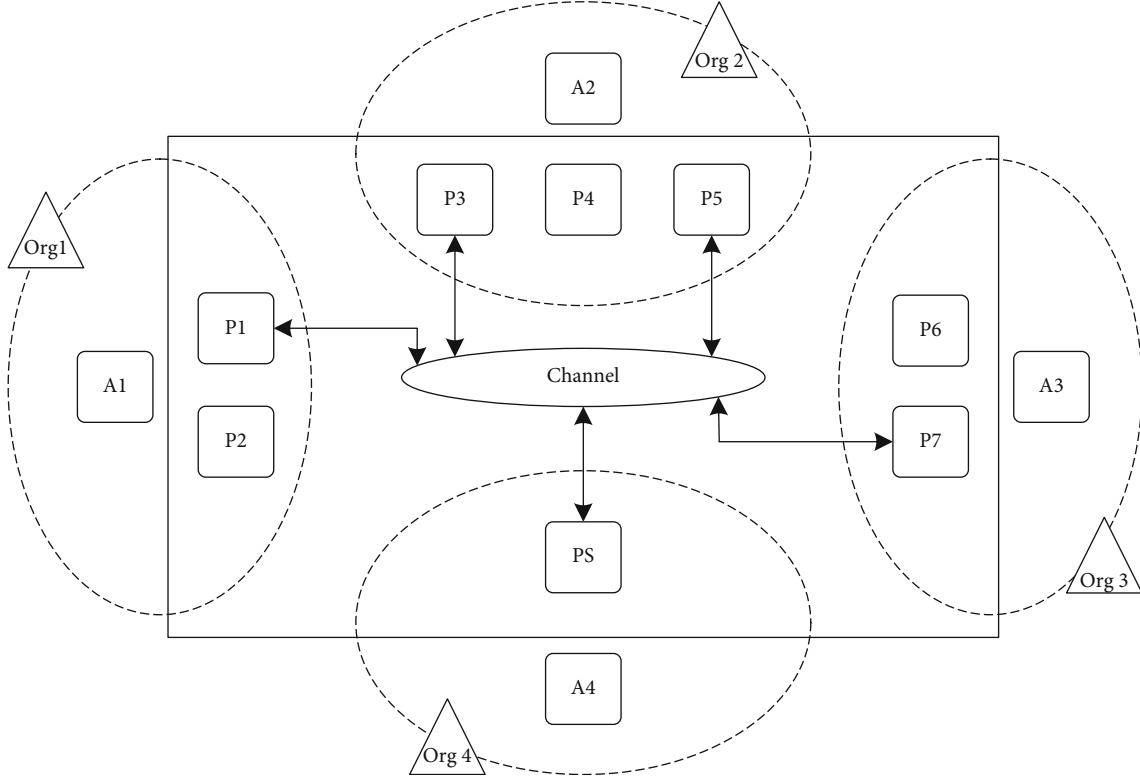 Org 2
A2
P3
P4
P5
Org1
P1
P6
Channel
A1
A3
P2
P7
PS
Org 3
A4
Org 4